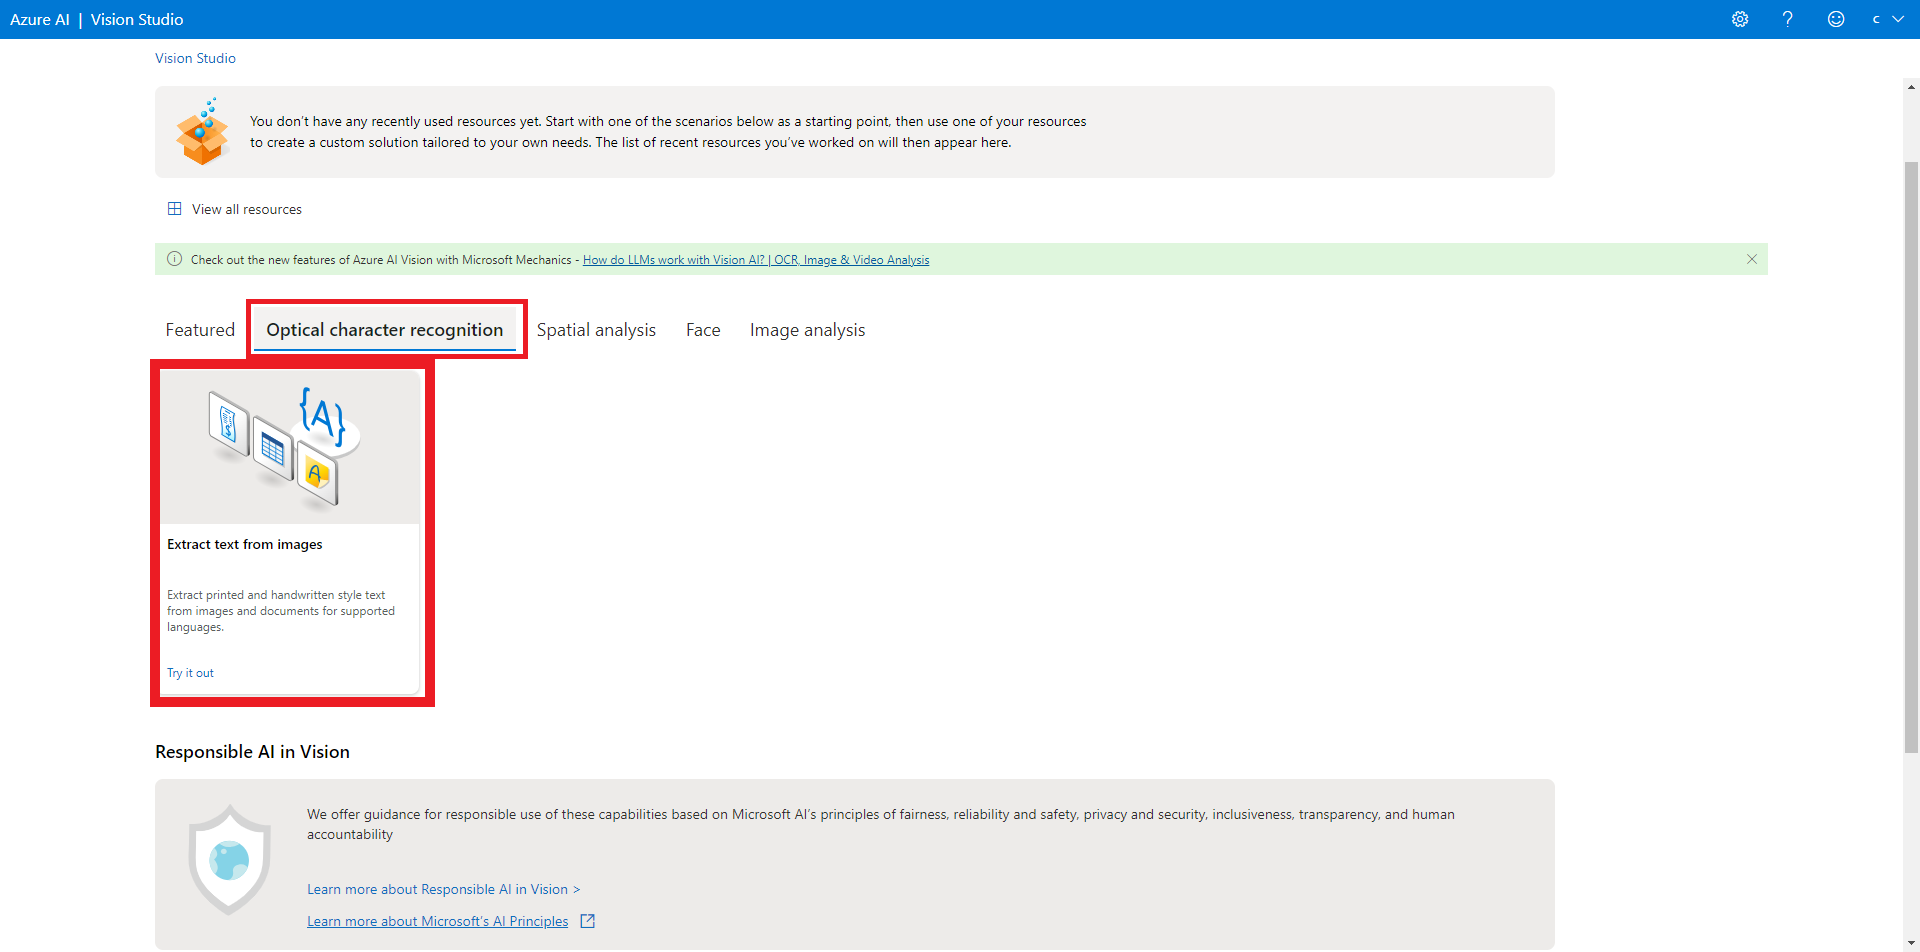 Azure AI | Vision Studio
c
Vision Studio
You don't have any recently used resources yet. Start with one of the scenarios below as a starting point, then use one of your resources
to create a custom solution tailored to your own needs. The list of recent resources you've worked on will then appear here.
View all resources
Check out the new features of Azure AI Vision with Microsoft Mechanics - How do LLMs work with Vision AI? | OCR, Image & Video Analysis
Featured Optical character recognition Spatial analysis Face Image analysis
{A}
A
Extract text from images
Extract printed and handwritten style text
from images and documents for supported
languages.
Try it out
Responsible AI in Vision
We offer guidance for responsible use of these capabilities based on Microsoft AI's principles of fairness, reliability and safety, privacy and security, inclusiveness, transparency, and human
accountability
Learn more about Responsible AI in Vision >
Learn more about Microsoft's AI Principles